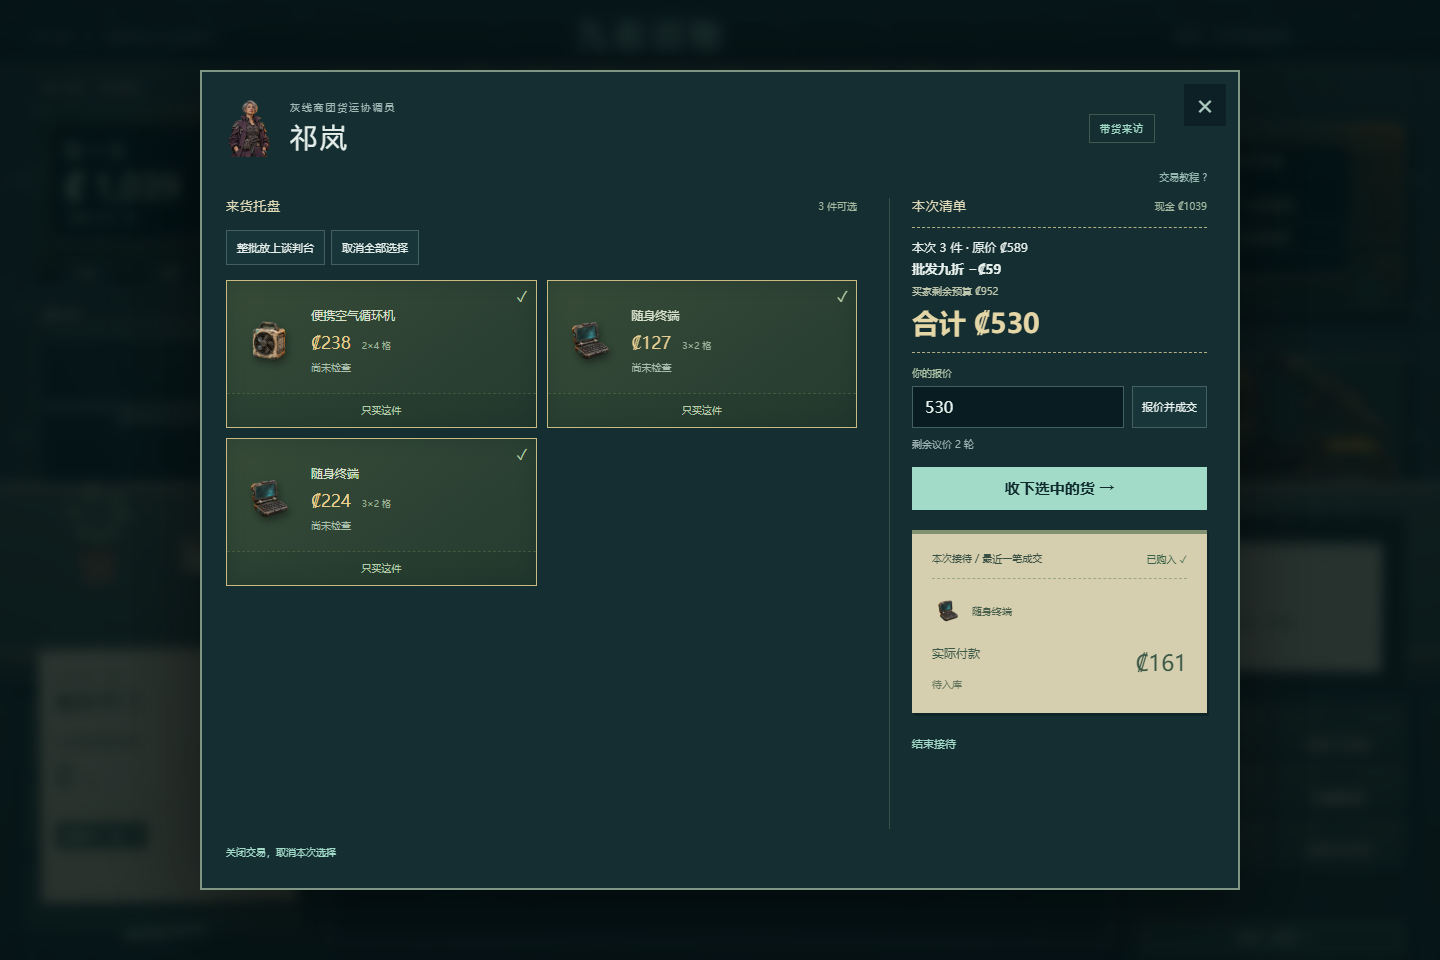 灰线商团货运协调员
祁岚
带货来访
×
交易教程 ?
来货托盘
3 件可选
整批放上谈判台
取消全部选择
✓
便携空气循环机
₡238 2×4 格
尚未检查
只买这件
✓
随身终端
₡127 3×2 格
尚未检查
只买这件
✓
随身终端
₡224 3×2 格
尚未检查
只买这件
本次清单
现金 ₡1039
本次 3 件 · 原价 ₡589
批发九折 −₡59
买家剩余预算 ₡952
合计 ₡530
你的报价
530
报价并成交
剩余议价 2 轮
收下选中的货 →
本次接待 / 最近一笔成交
已购入 ✓
随身终端
实际付款
₡161
待入库
结束接待
关闭交易，取消本次选择